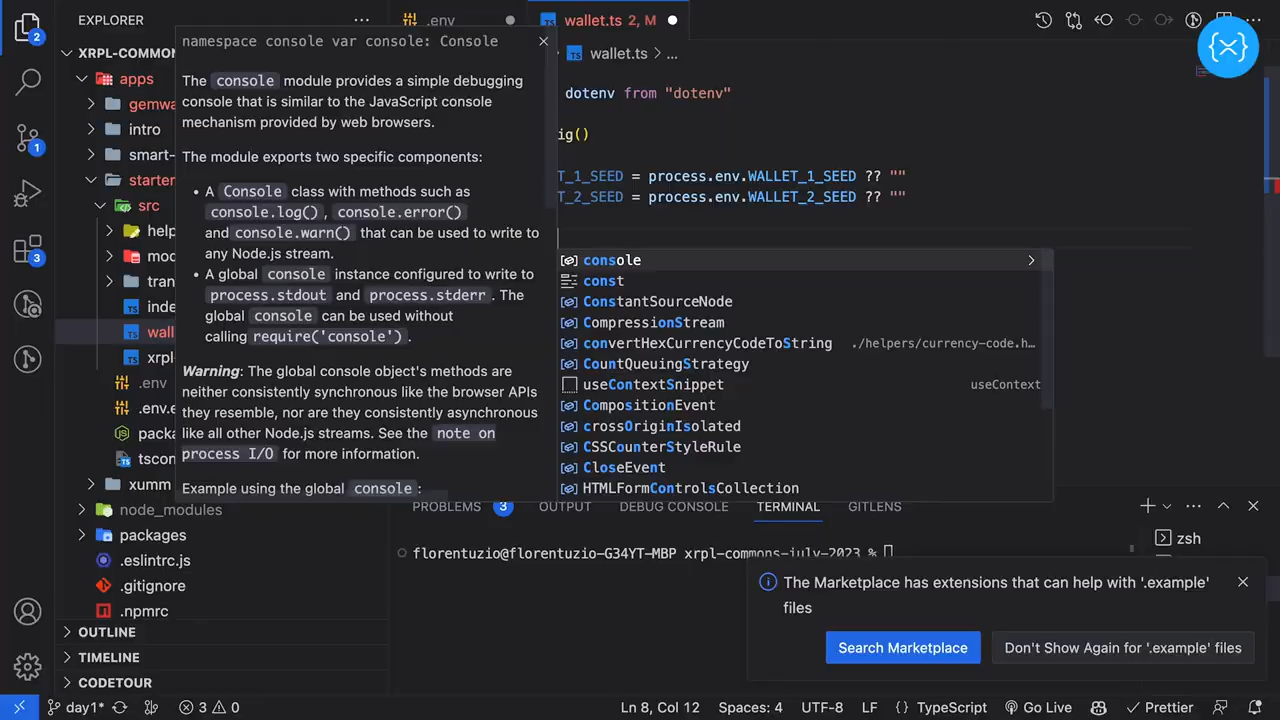 EXPLORER
.env
wallet.ts 2, M
XRPL-COMMON
apps
gemwa
intro
smart-
starter
src
help
mod
tran
inde
wall
xrpl-
.env
.env.e
packa
tscon
xumm
node_modules
packages
.eslintrc.js
.gitignore
.npmrc
OUTLINE
TIMELINE
CODETOUR
2
1
3
namespace console var console: Console
The console module provides a simple debugging
console that is similar to the JavaScript console
mechanism provided by web browsers.
The module exports two specific components:
• A Console class with methods such as
console.log() , console.error()
and console.warn() that can be used to write to
any Node.js stream.
• A global console instance configured to write to
process.stdout and process.stderr . The
global console can be used without
calling require('console') .
Warning: The global console object's methods are
neither consistently synchronous like the browser APIs
they resemble, nor are they consistently asynchronous
like all other Node.js streams. See the note on
process I/O for more information.
Example using the global console :
wallet.ts > ...
dotenv from "dotenv"
ig()
T_1_SEED = process.env.WALLET_1_SEED ?? ""
T_2_SEED = process.env.WALLET_2_SEED ?? ""
console
const
ConstantSourceNode
CompressionStream
convertHexCurrencyCodeToString ./helpers/currency-code.h…
CountQueuingStrategy
useContextSnippet useContext
CompositionEvent
crossOriginIsolated
CSSCounterStyleRule
CloseEvent
HTMLFormControlsCollection
{X}
PROBLEMS 3 OUTPUT DEBUG CONSOLE TERMINAL GITLENS
florentuzio@florentuzio-G34YT-MBP xrpl-commons-july-2023 %
zsh
The Marketplace has extensions that can help with '.example'
files
Search Marketplace
Don't Show Again for '.example' files
day1* 3 0 Ln 8, Col 12 Spaces: 4 UTF-8 LF {} TypeScript Go Live Prettier